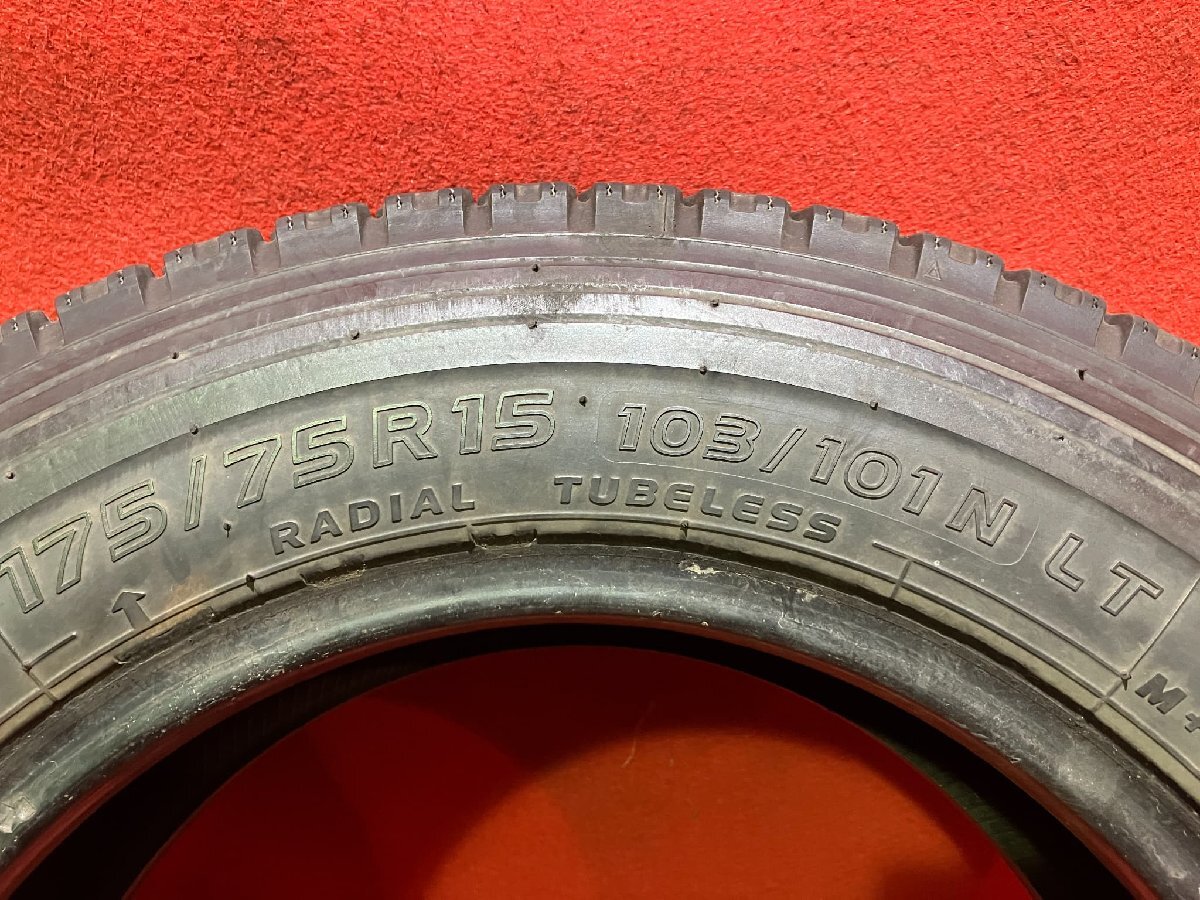 175/75R15 103/101N LT
RADIAL TUBELESS
M+